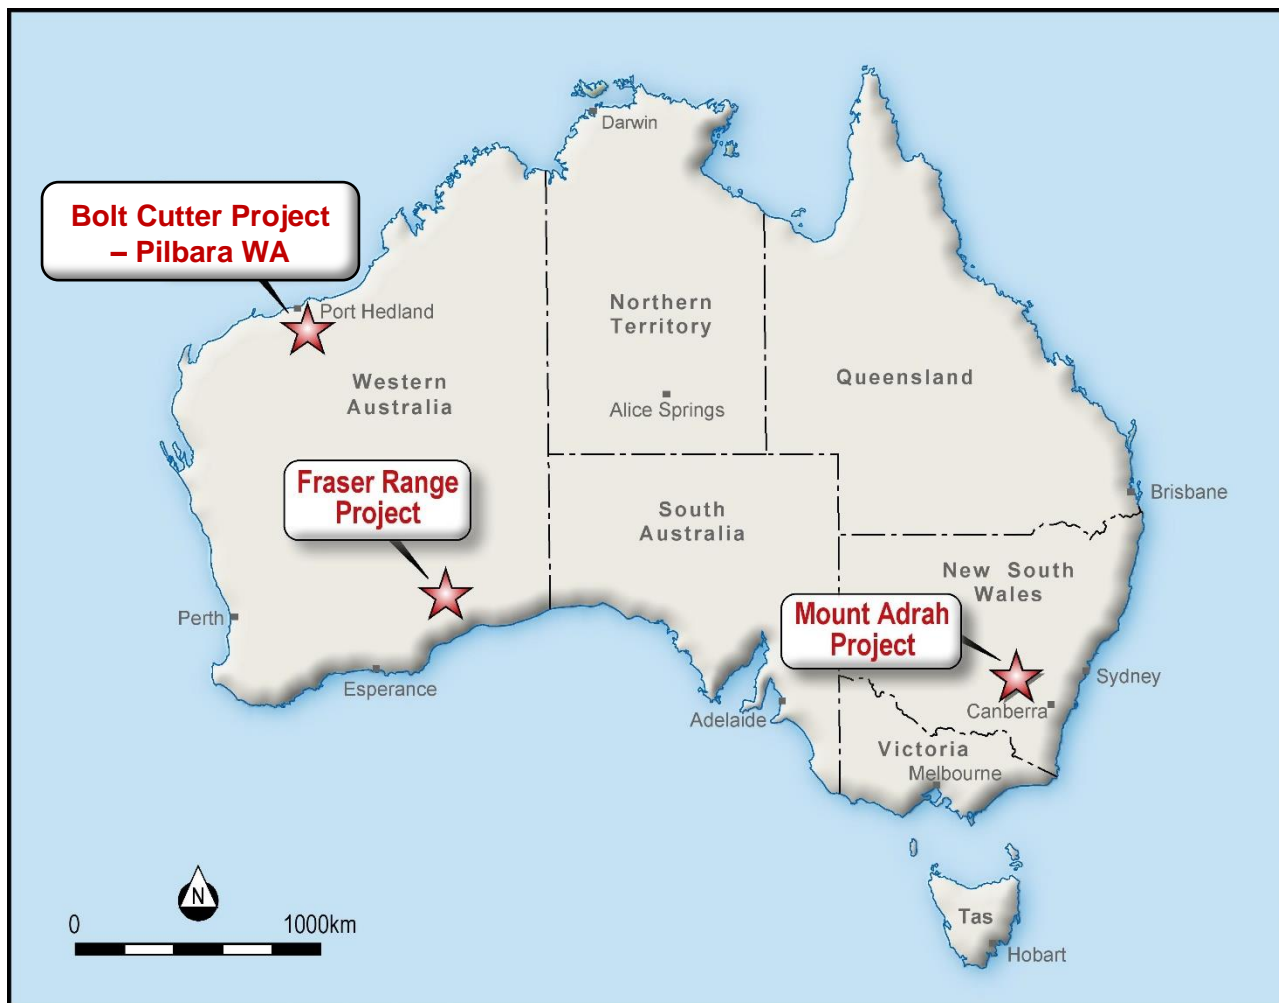 Darwin
Bolt Cutter Project
– Pilbara WA
Port Hedland
Northern
Territory
Western
Australia
Queensland
Alice Springs
Fraser Range
Project
South
Australia
Brisbane
New South
Wales
Mount Adrah
Project
Perth
Esperance
Sydney
Canberra
Adelaide
Victoria
Melbourne
N
0 1000km
Tas
Hobart